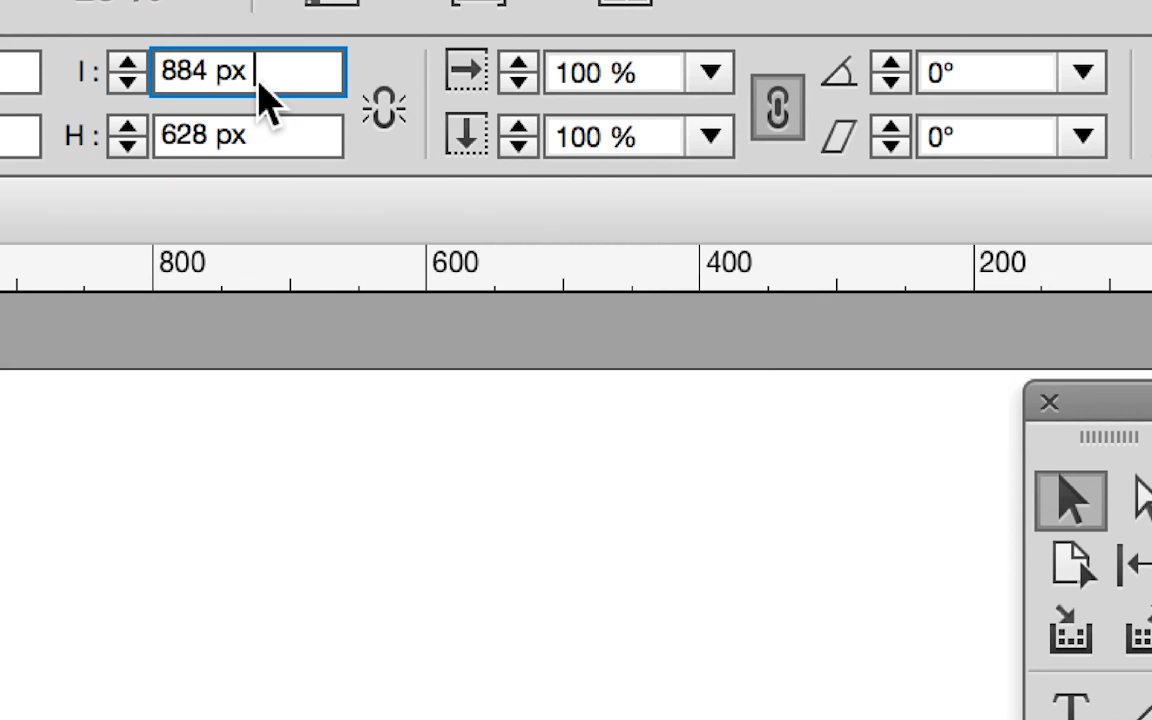 I : 884 px 100 % 0°
H : 628 px 100 % 0°
800 600 400 200
T